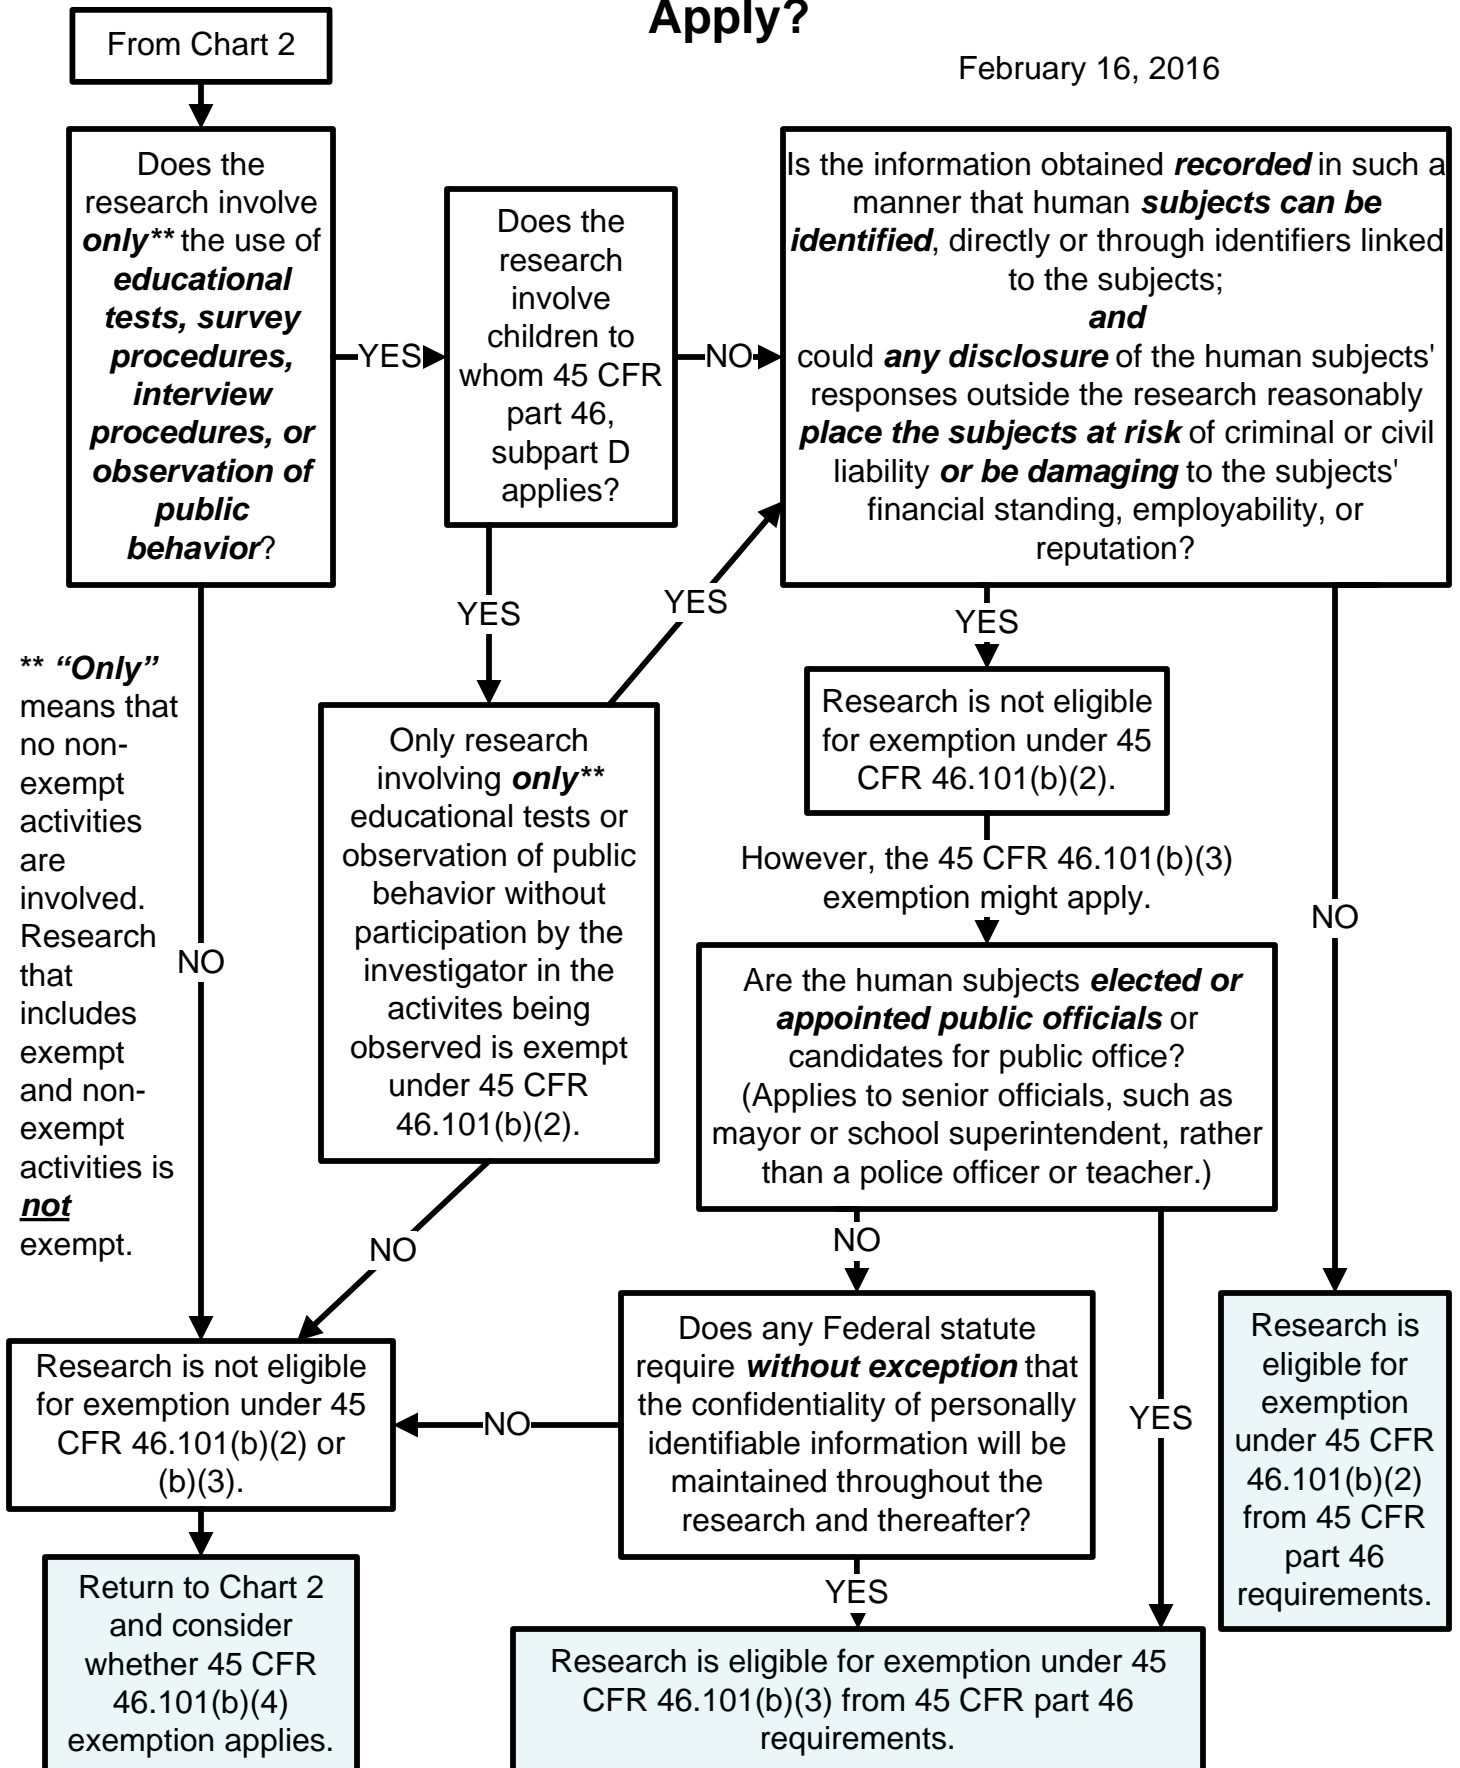 Apply?
From Chart 2
February 16, 2016
Does the
research involve
only** the use of
educational
tests, survey
procedures,
interview
procedures, or
observation of
public
behavior?
YES
Does the
research
involve
children to
whom 45 CFR
part 46,
subpart D
applies?
NO
Is the information obtained recorded in such a
manner that human subjects can be
identified, directly or through identifiers linked
to the subjects;
and
could any disclosure of the human subjects'
responses outside the research reasonably
place the subjects at risk of criminal or civil
liability or be damaging to the subjects'
financial standing, employability, or
reputation?
YES
YES
YES
NO
** “Only”
means that
no non-
exempt
activities
are
involved.
Research
that
includes
exempt
and non-
exempt
activities is
not
exempt.
NO
Only research
involving only**
educational tests or
observation of public
behavior without
participation by the
investigator in the
activites being
observed is exempt
under 45 CFR
46.101(b)(2).
NO
Research is not eligible
for exemption under 45
CFR 46.101(b)(2).
However, the 45 CFR 46.101(b)(3)
exemption might apply.
Are the human subjects elected or
appointed public officials or
candidates for public office?
(Applies to senior officials, such as
mayor or school superintendent, rather
than a police officer or teacher.)
NO
YES
Does any Federal statute
require without exception that
the confidentiality of personally
identifiable information will be
maintained throughout the
research and thereafter?
NO
YES
Research is
eligible for
exemption
under 45 CFR
46.101(b)(2)
from 45 CFR
part 46
requirements.
Research is not eligible
for exemption under 45
CFR 46.101(b)(2) or
(b)(3).
Return to Chart 2
and consider
whether 45 CFR
46.101(b)(4)
exemption applies.
Research is eligible for exemption under 45
CFR 46.101(b)(3) from 45 CFR part 46
requirements.